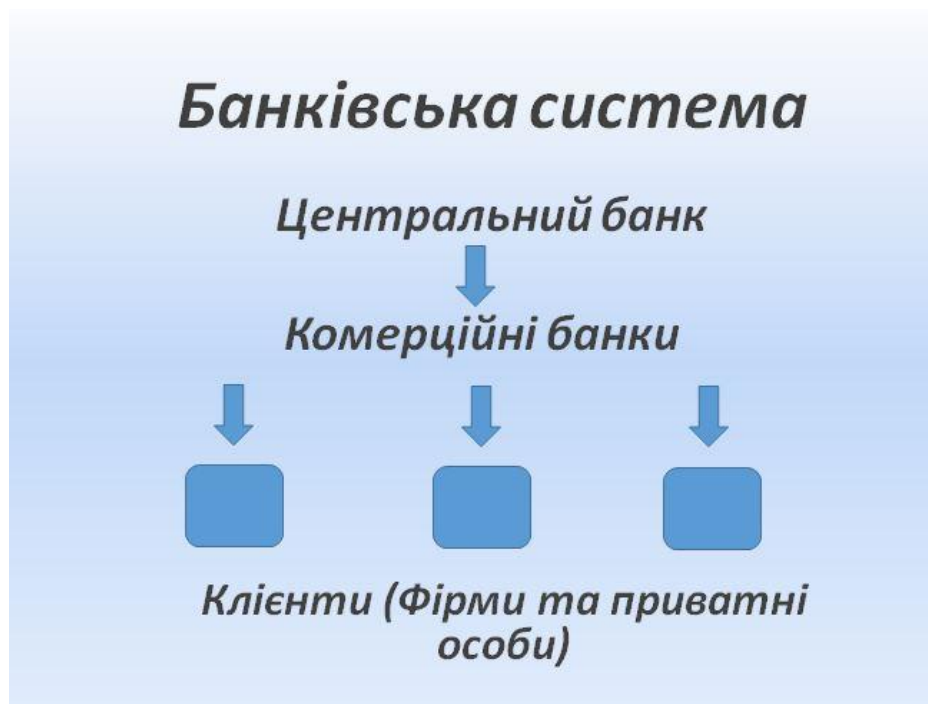 Банківська система
Центральний банк
Комерційні банки
Клієнти (Фірми та приватні
особи)